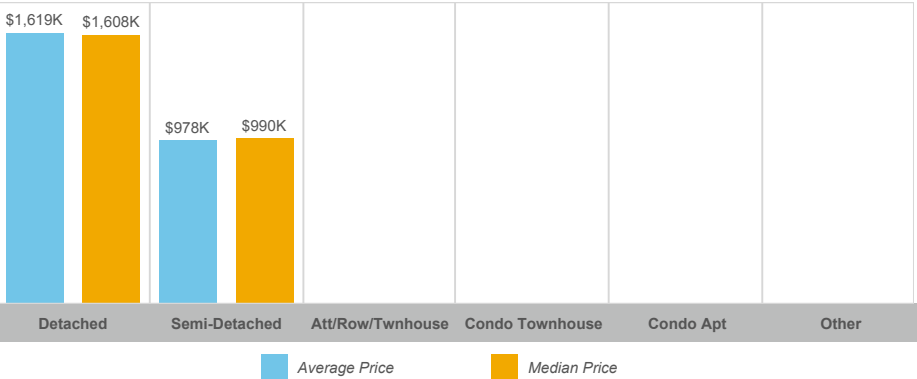 $1,619K $1,608K
$978K $990K
Detached Semi-Detached Att/Row/Twnhouse Condo Townhouse Condo Apt Other
Average Price Median Price